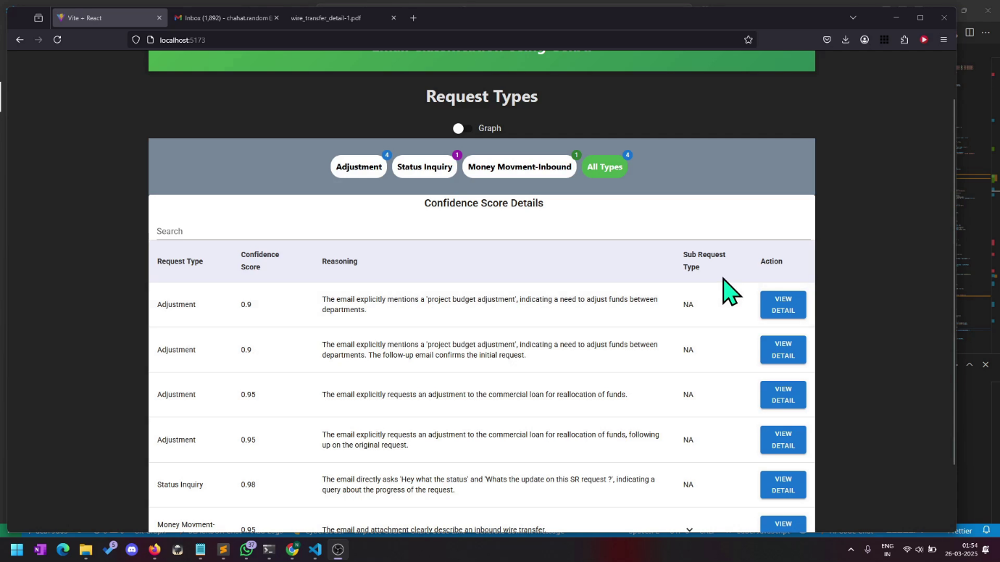 Vite + React
Inbox (1,892) - chahat.random@
wire_transfer_detail-1.pdf
localhost:5173
Request Types
Graph
4
1
1
4
Adjustment
Status Inquiry
Money Movment-Inbound
All Types
Confidence Score Details
Search
Request Type
Confidence
Score
Reasoning
Sub Request
Type
Action
Adjustment
0.9
The email explicitly mentions a 'project budget adjustment', indicating a need to adjust funds between
departments.
NA
VIEW
DETAIL
Adjustment
0.9
The email explicitly mentions a 'project budget adjustment', indicating a need to adjust funds between
departments. The follow-up email confirms the initial request.
NA
VIEW
DETAIL
Adjustment
0.95
The email explicitly requests an adjustment to the commercial loan for reallocation of funds.
NA
VIEW
DETAIL
Adjustment
0.95
The email explicitly requests an adjustment to the commercial loan for reallocation of funds, following
up on the original request.
NA
VIEW
DETAIL
Status Inquiry
0.98
The email directly asks 'Hey what the status' and 'Whats the update on this SR request ?', indicating a
query about the progress of the request.
NA
VIEW
DETAIL
Money Movment-
0.95
The email and attachment clearly describe an inbound wire transfer.
VIEW
Prettier
5
37
N
ENG
IN
01:54
26-03-2025